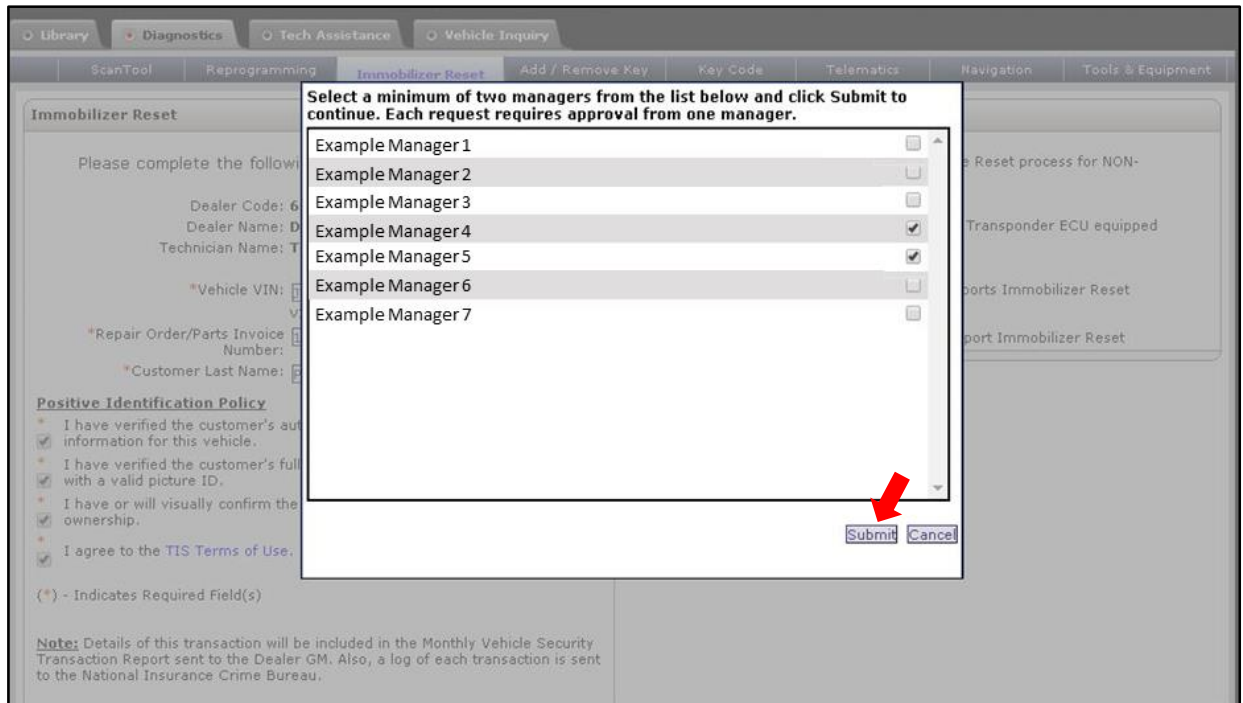 Library Diagnostics Tech Assistance Vehicle Inquiry
ScanTool Reprogramming Immobilizer Reset Add / Remove Key Key Code Telematics Navigation Tools & Equipment
Immobilizer Reset
Please complete the
Dealer Code: 6
Dealer Name: D
Technician Name: T
*Vehicle VIN:
*Repair Order/Parts Invoice
Number:
*Customer Last Name:
Positive Identification Policy
* I have verified the customer's
information for this vehicle.
* I have verified the customer's full
with a valid picture ID.
* I have or will visually confirm the
ownership.
* I agree to the TIS Terms of Use.
(*) - Indicates Required Field(s)
Note: Details of this transaction will be included in the Monthly Vehicle Security
Transaction Report sent to the Dealer GM. Also, a log of each transaction is sent
to the National Insurance Crime Bureau.
Select a minimum of two managers from the list below and click Submit to
continue. Each request requires approval from one manager.
Example Manager 1
Example Manager 2
Example Manager 3
Example Manager 4
Example Manager 5
Example Manager 6
Example Manager 7
Submit Cancel
Reset process for NON-
Transponder ECU equipped
Immobilizer Reset
Immobilizer Reset